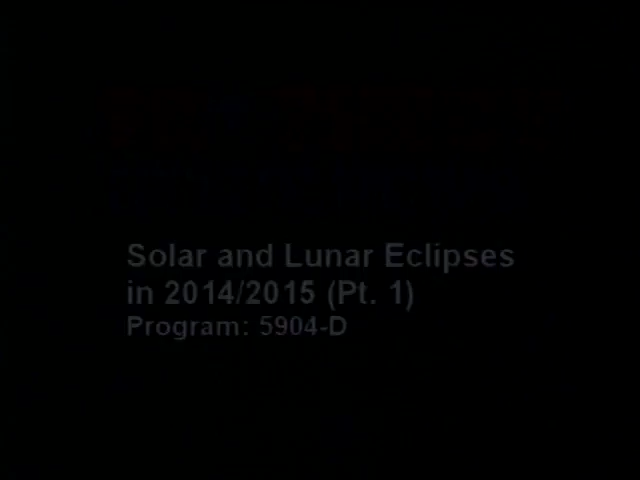 Solar and Lunar Eclipses
in 2014/2015 (Pt. 1)
Program: 5904-D